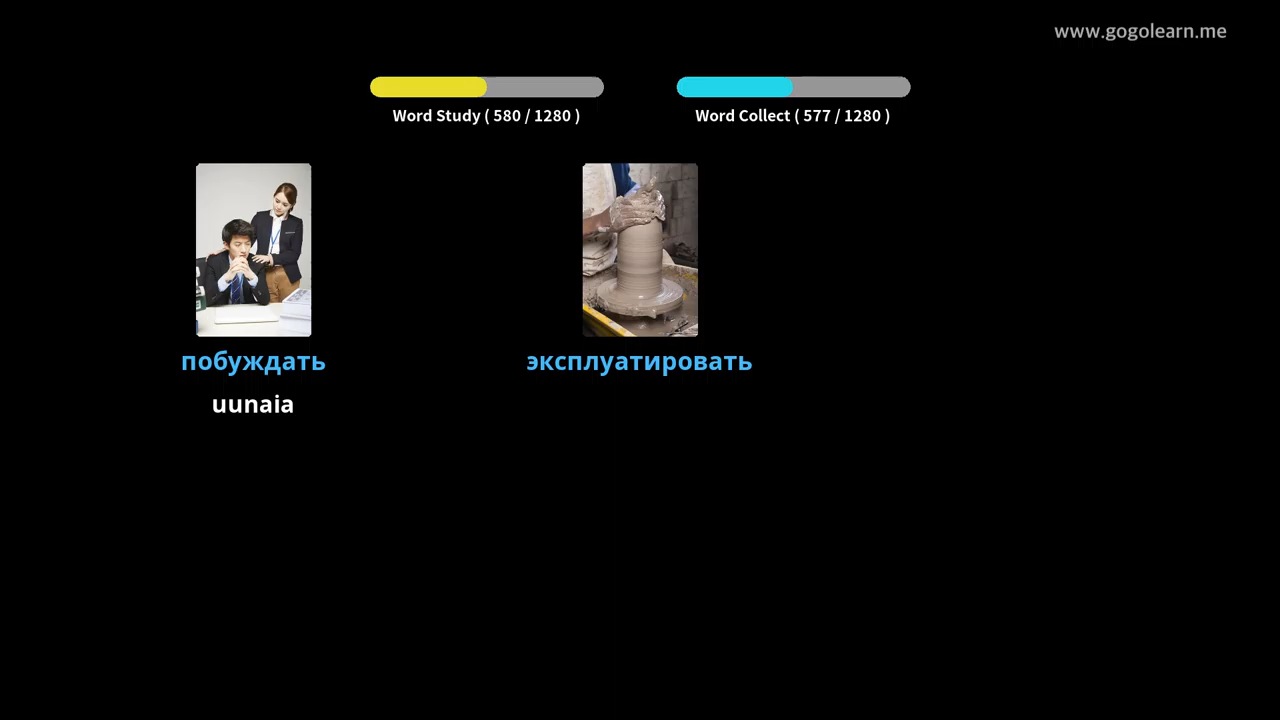 www.gogolearn.me
Word Study ( 580 / 1280 )
Word Collect ( 577 / 1280 )
побуждать
эксплуатировать
uunaia